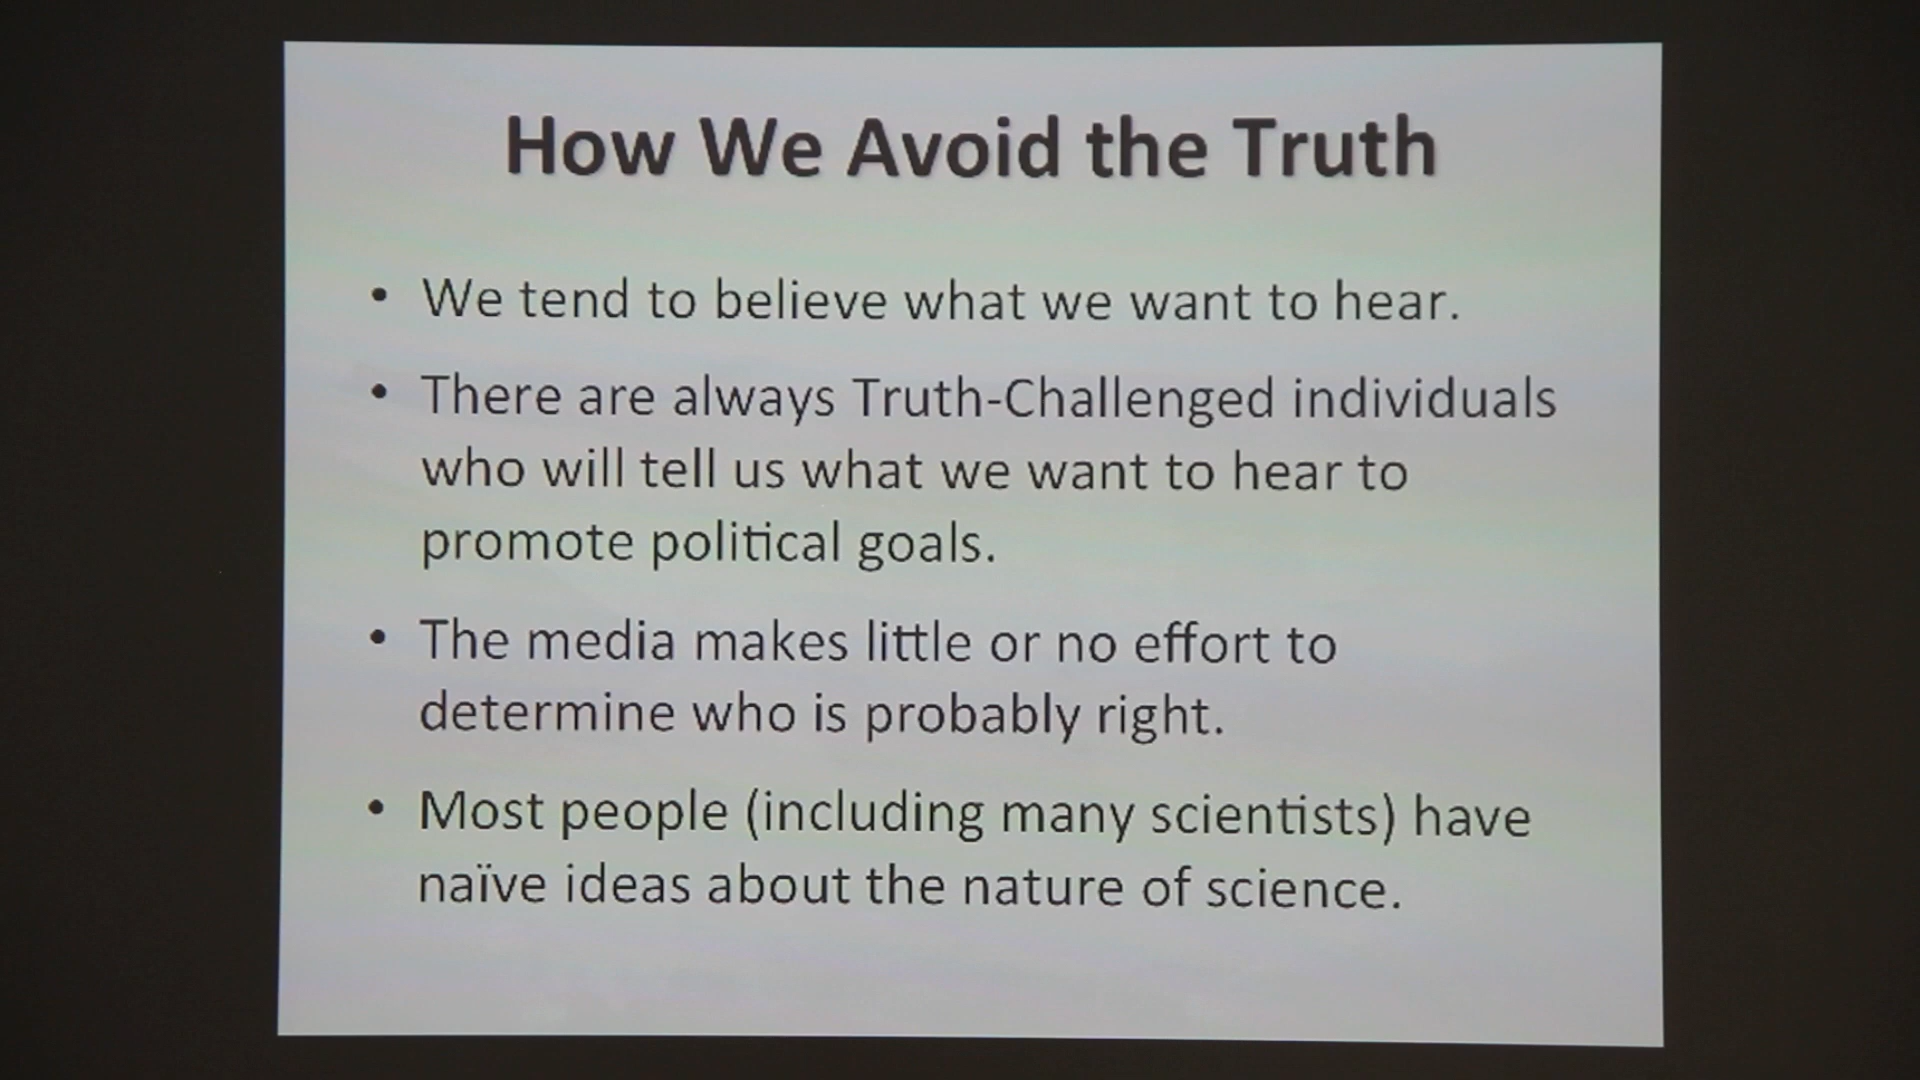 How We Avoid the Truth
• We tend to believe what we want to hear.
• There are always Truth-Challenged individuals
who will tell us what we want to hear to
promote political goals.
• The media makes little or no effort to
determine who is probably right.
• Most people (including many scientists) have
naïve ideas about the nature of science.